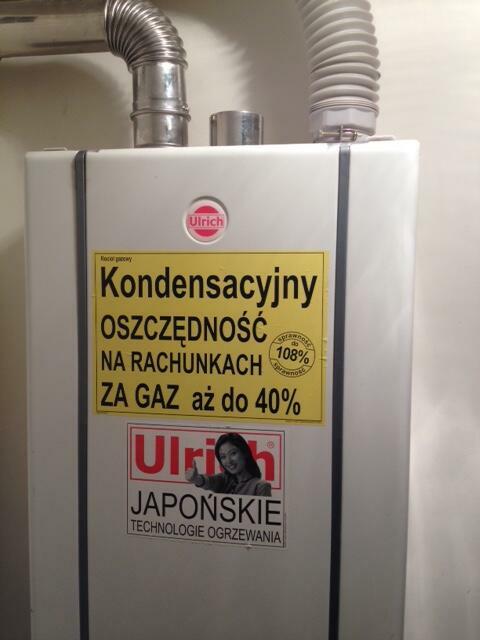 Ulrich
Kocioł gazowy
Kondensacyjny
OSZCZĘDNOŚĆ
NA RACHUNKACH
ZA GAZ aż do 40%
sprawność
do
108%
sprawność
Ulrich®
JAPOŃSKIE
TECHNOLOGIE OGRZEWANIA